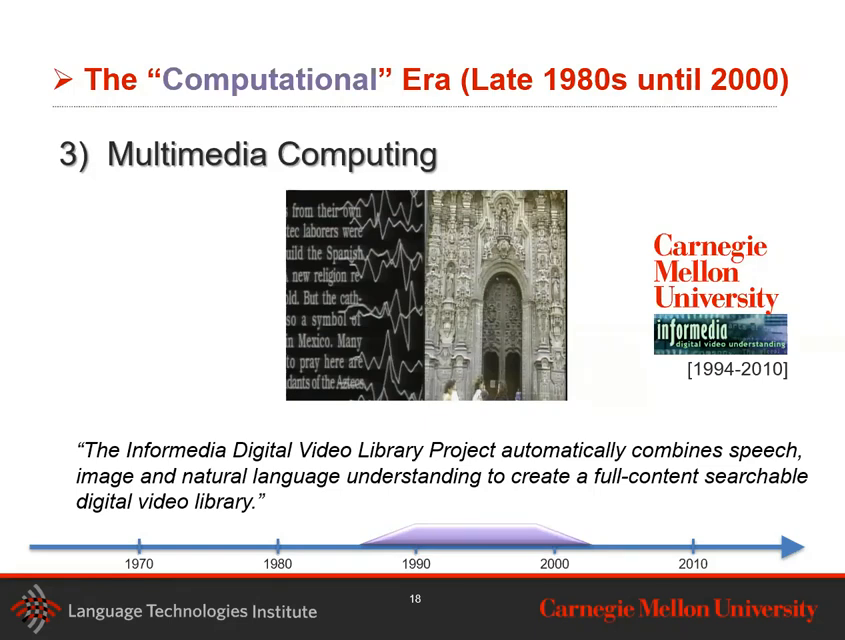 ➢ The “Computational” Era (Late 1980s until 2000)
3) Multimedia Computing
s from their own
tec laborers were
uild the Spanish
new religion re-
old. But the cath-
so a symbol of
in Mexico. Many
to pray here are
dants of the Aztecs
Carnegie
Mellon
University
informedia
digital video understanding
[1994-2010]
“The Informedia Digital Video Library Project automatically combines speech,
image and natural language understanding to create a full-content searchable
digital video library.”
1970 1980 1990 2000 2010
Language Technologies Institute
18
Carnegie Mellon University